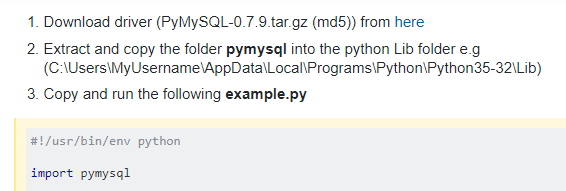 1. Download driver (PyMySQL-0.7.9.tar.gz (md5)) from here
2. Extract and copy the folder pymysql into the python Lib folder e.g
(C:\Users\MyUsername\AppData\Local\Programs\Python\Python35-32\Lib)
3. Copy and run the following example.py
#!/usr/bin/env python
import pymysql